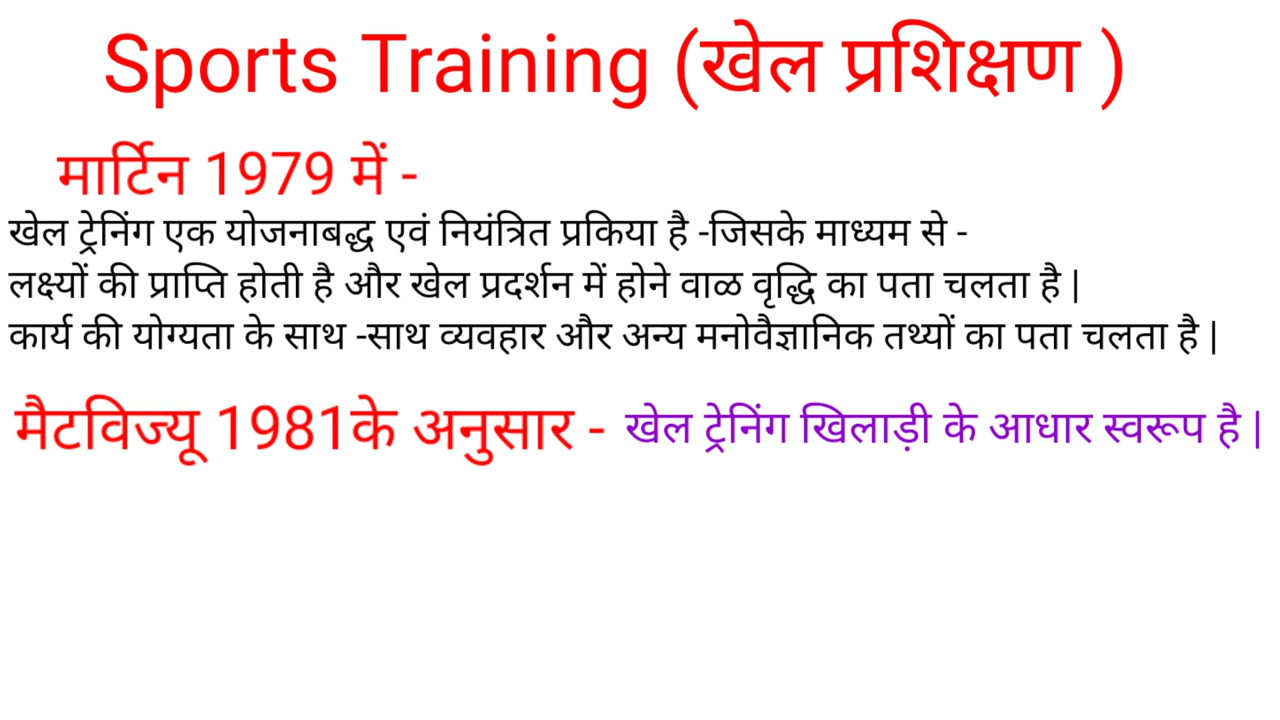 Sports Training (खेल प्रशिक्षण )
मार्टिन 1979 में -
खेल ट्रेनिंग एक योजनाबद्ध एवं नियंत्रित प्रकिया है -जिसके माध्यम से -
लक्ष्यों की प्राप्ति होती है और खेल प्रदर्शन में होने वाळ वृद्धि का पता चलता है |
कार्य की योग्यता के साथ -साथ व्यवहार और अन्य मनोवैज्ञानिक तथ्यों का पता चलता है |
मैटविज्यू 1981के अनुसार - खेल ट्रेनिंग खिलाड़ी के आधार स्वरूप है |